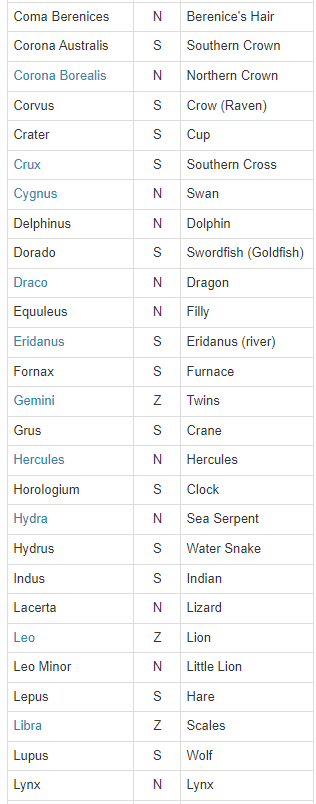 Coma Berenices N Berenice's Hair
Corona Australis S Southern Crown
Corona Borealis N Northern Crown
Corvus S Crow (Raven)
Crater S Cup
Crux S Southern Cross
Cygnus N Swan
Delphinus N Dolphin
Dorado S Swordfish (Goldfish)
Draco N Dragon
Equuleus N Filly
Eridanus S Eridanus (river)
Fornax S Furnace
Gemini Z Twins
Grus S Crane
Hercules N Hercules
Horologium S Clock
Hydra N Sea Serpent
Hydrus S Water Snake
Indus S Indian
Lacerta N Lizard
Leo Z Lion
Leo Minor N Little Lion
Lepus S Hare
Libra Z Scales
Lupus S Wolf
Lynx N Lynx